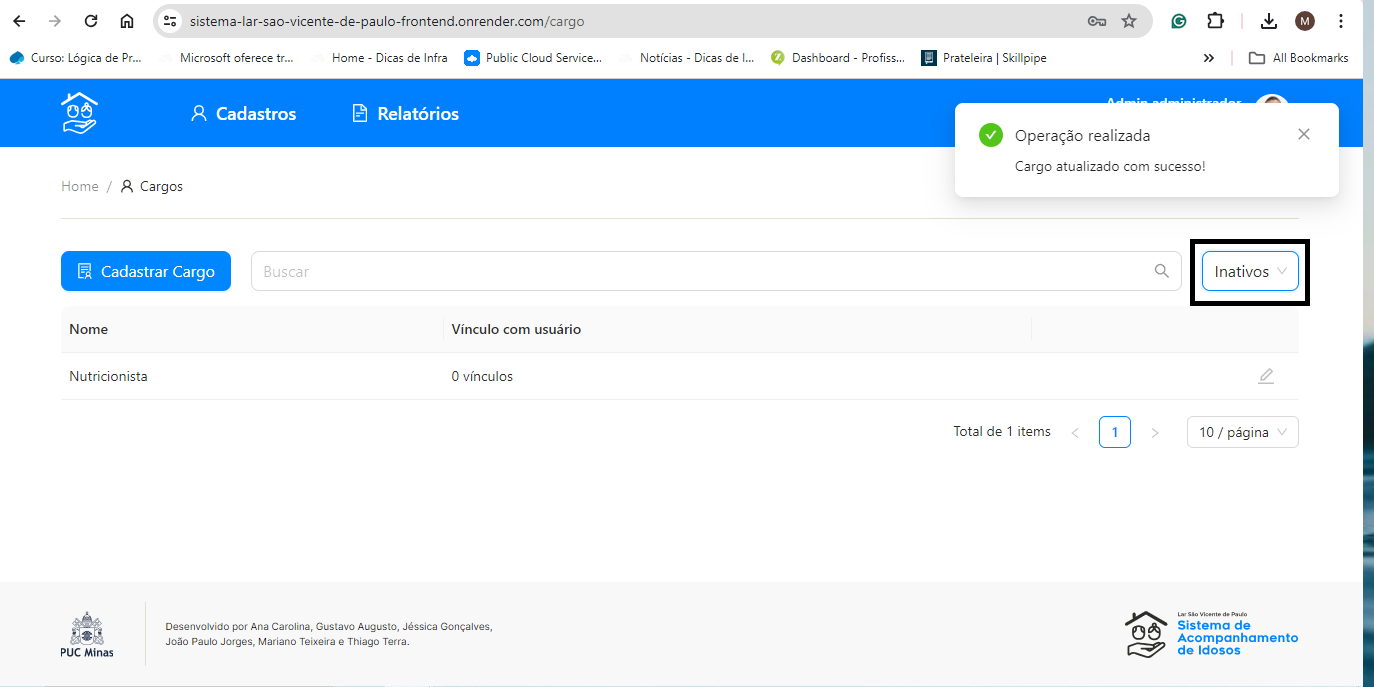 sistema-lar-sao-vicente-de-paulo-frontend.onrender.com/cargo
M
Curso: Lógica de Pr...
Microsoft oferece tr...
Home - Dicas de Infra
Public Cloud Service...
Notícias - Dicas de I...
Dashboard - Profiss...
Prateleira | Skillpipe
All Bookmarks
Cadastros
Relatórios
Admin administrador
Operação realizada
Cargo atualizado com sucesso!
Home / Cargos
Cadastrar Cargo
Buscar
Inativos
Nome
Vínculo com usuário
Nutricionista
0 vínculos
Total de 1 items
1
10 / página
PUC Minas
Desenvolvido por Ana Carolina, Gustavo Augusto, Jéssica Gonçalves,
João Paulo Jorges, Mariano Teixeira e Thiago Terra.
Lar São Vicente de Paulo
Sistema de
Acompanhamento
de Idosos